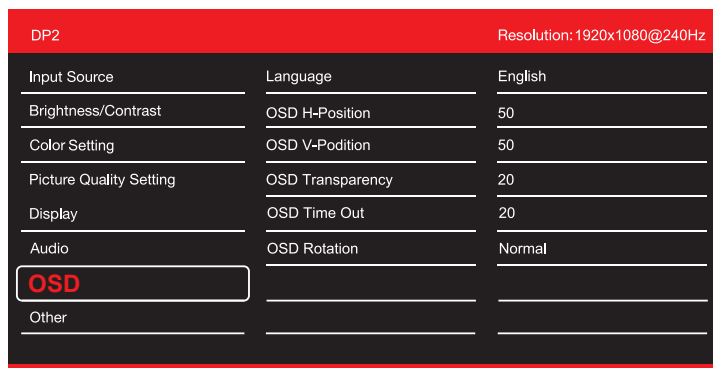 DP2 Resolution: 1920x1080@240Hz
Input Source Language English
Brightness/Contrast OSD H-Position 50
Color Setting OSD V-Podition 50
Picture Quality Setting OSD Transparency 20
Display OSD Time Out 20
Audio OSD Rotation Normal
OSD
Other